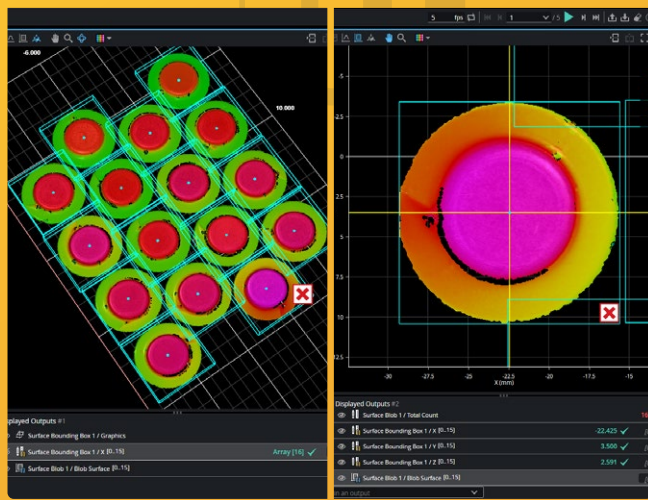 -6.000
10.000
Displayed Outputs #1
Surface Bounding Box 1 / Graphics
Surface Bounding Box 1 / X [0..15] Array [16]
Surface Blob 1 / Blob Surface [0..15]
5 fps 1 / 5
-5
-2.5
0
2.5
5
7.5
10
12.5
-30 -27.5 -25 -22.5 -20 -17.5 -15
X (mm)
Displayed Outputs #2
Surface Blob 1 / Total Count
Surface Bounding Box 1 / X [0..15] -22.425
Surface Bounding Box 1 / Y [0..15] 3.500
Surface Bounding Box 1 / Z [0..15] 2.591
Surface Blob 1 / Blob Surface [0..15]
an output